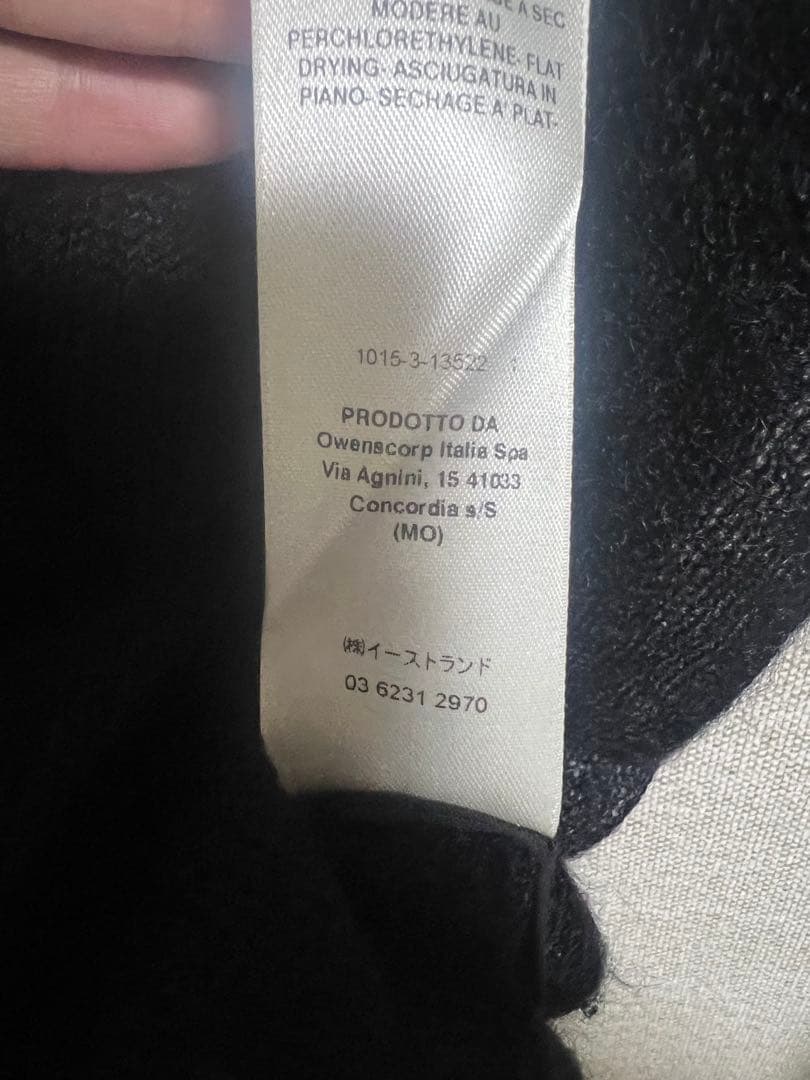 A SEC
MODERE AU
PERCHLORETHYLENE- FLAT
DRYING- ASCIUGATURA IN
PIANO- SECHAGE A' PLAT-
1015-3-13522
PRODOTTO DA
Owenscorp Italia Spa
Via Agnini, 15 41033
Concordia s/S
(MO)
㈱イーストランド
03 6231 2970